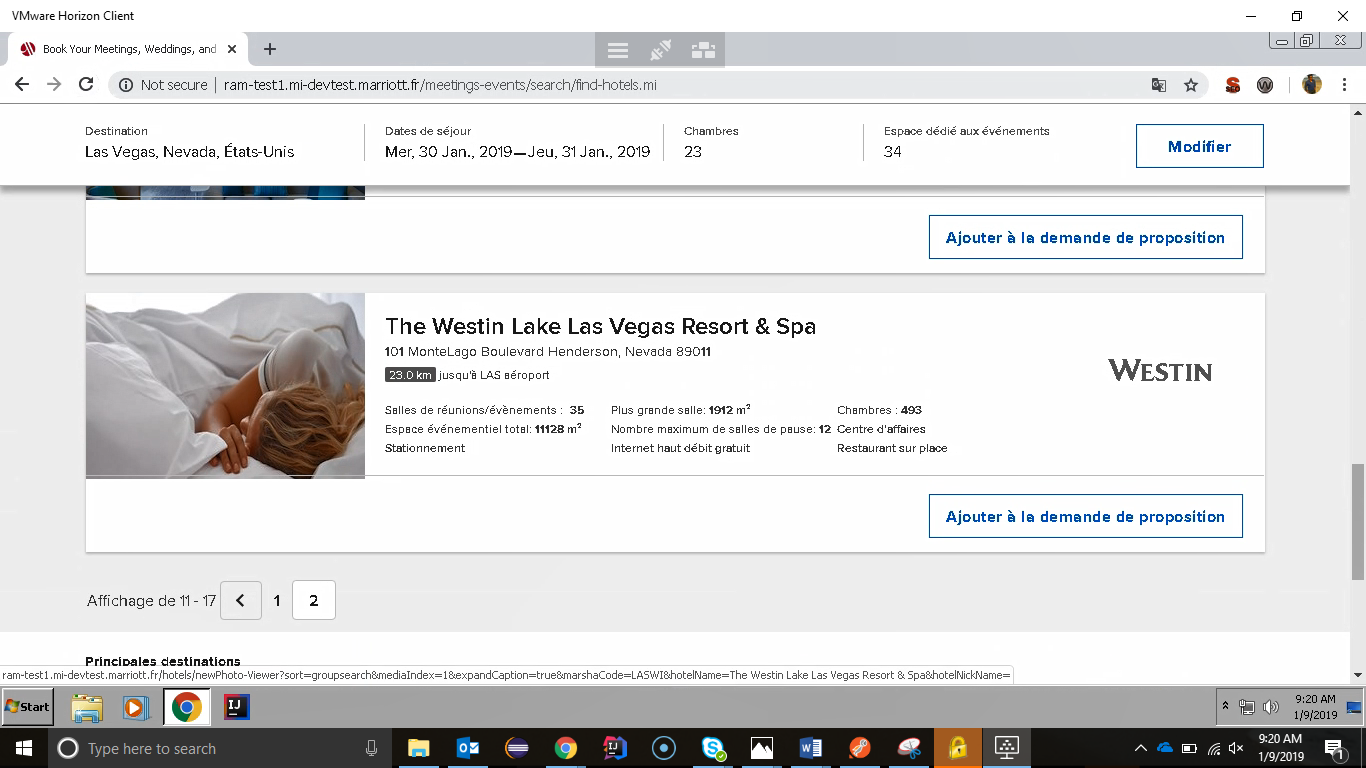 VMware Horizon Client
Book Your Meetings, Weddings, and
Not secure | ram-test1.mi-devtest.marriott.fr/meetings-events/search/find-hotels.mi
Destination
Las Vegas, Nevada, États-Unis
Dates de séjour
Mer, 30 Jan., 2019—Jeu, 31 Jan., 2019
Chambres
23
Espace dédié aux événements
34
Modifier
Ajouter à la demande de proposition
The Westin Lake Las Vegas Resort & Spa
101 MonteLago Boulevard Henderson, Nevada 89011
23.0 km jusqu'à LAS aéroport
WESTIN
Salles de réunions/évènements : 35
Plus grande salle: 1912 m²
Chambres : 493
Espace événementiel total: 11128 m²
Nombre maximum de salles de pause: 12
Centre d'affaires
Stationnement
Internet haut débit gratuit
Restaurant sur place
Ajouter à la demande de proposition
Affichage de 11 - 17
1
2
Principales destinations
ram-test1.mi-devtest.marriott.fr/hotels/newPhoto-Viewer?sort=groupsearch&mediaIndex=1&expandCaption=true&marshaCode=LASWI&hotelName=The Westin Lake Las Vegas Resort & Spa&hotelNickName=
Start
IJ
9:20 AM
1/9/2019
Type here to search
9:20 AM
1/9/2019
1